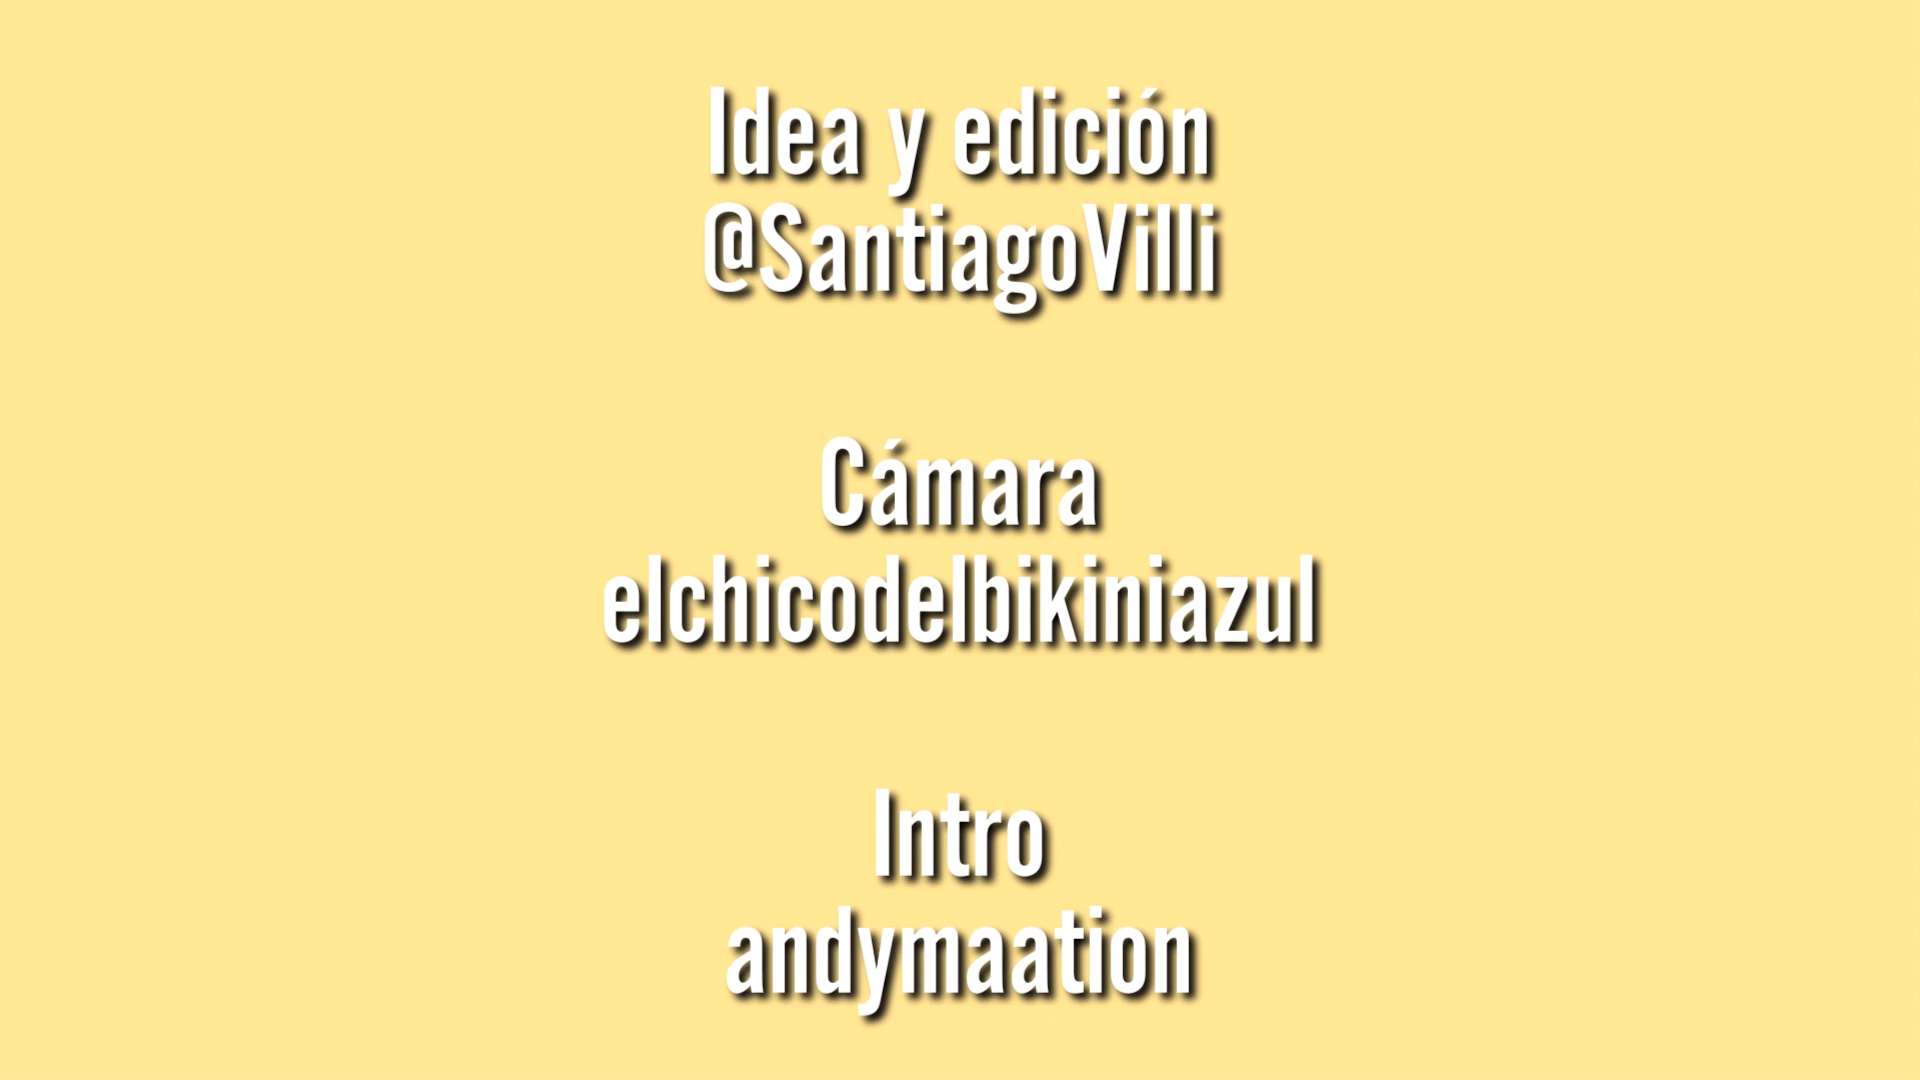 Idea y edición
@SantiagoVilli
Cámara
elchicodelbikiniazul
Intro
andymaation